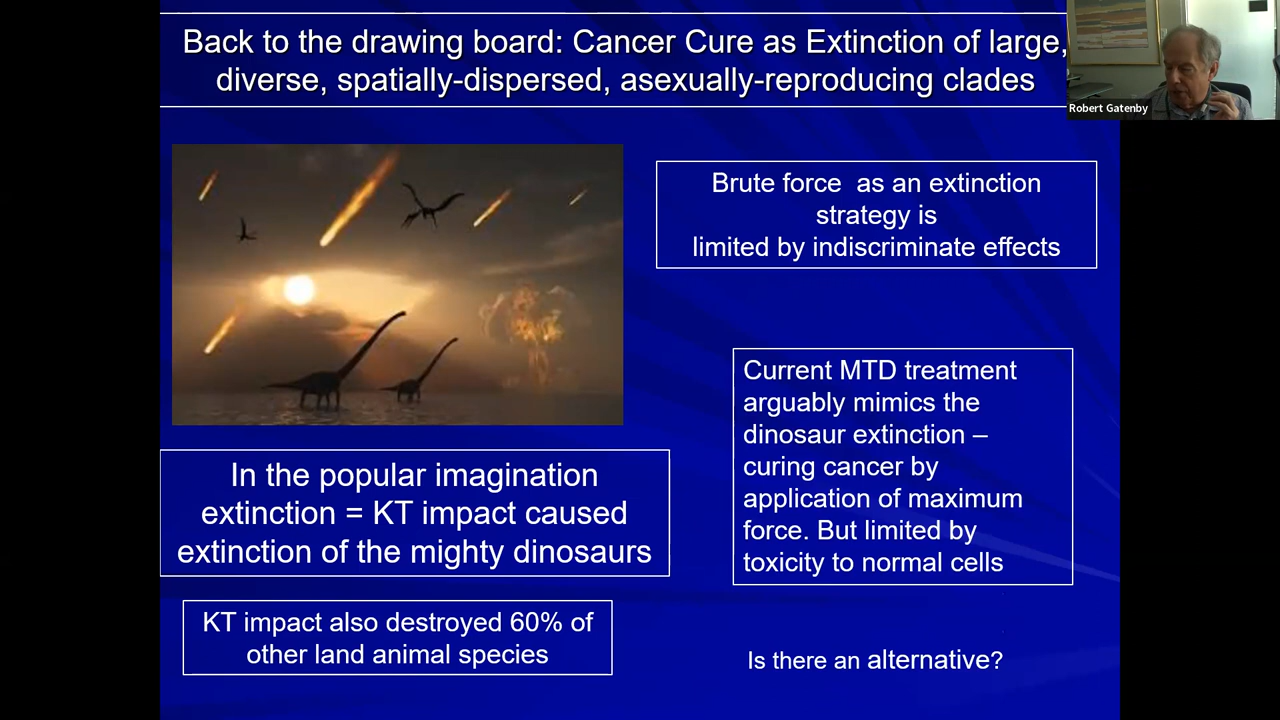 Back to the drawing board: Cancer Cure as Extinction of large,
diverse, spatially-dispersed, asexually-reproducing clades
Robert Gatenby
Brute force as an extinction
strategy is
limited by indiscriminate effects
Current MTD treatment
arguably mimics the
dinosaur extinction –
curing cancer by
application of maximum
force. But limited by
toxicity to normal cells
In the popular imagination
extinction = KT impact caused
extinction of the mighty dinosaurs
KT impact also destroyed 60% of
other land animal species
Is there an alternative?